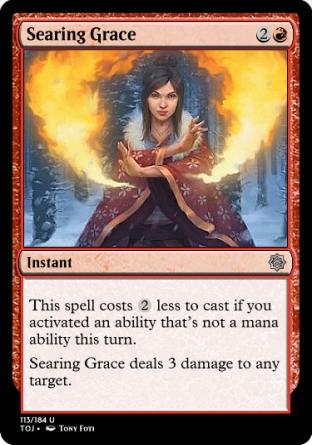 Searing Grace 2
Instant
This spell costs 2 less to cast if you
activated an ability that's not a mana
ability this turn.
Searing Grace deals 3 damage to any
target.
113/184 U
TOJ • Tony Foti